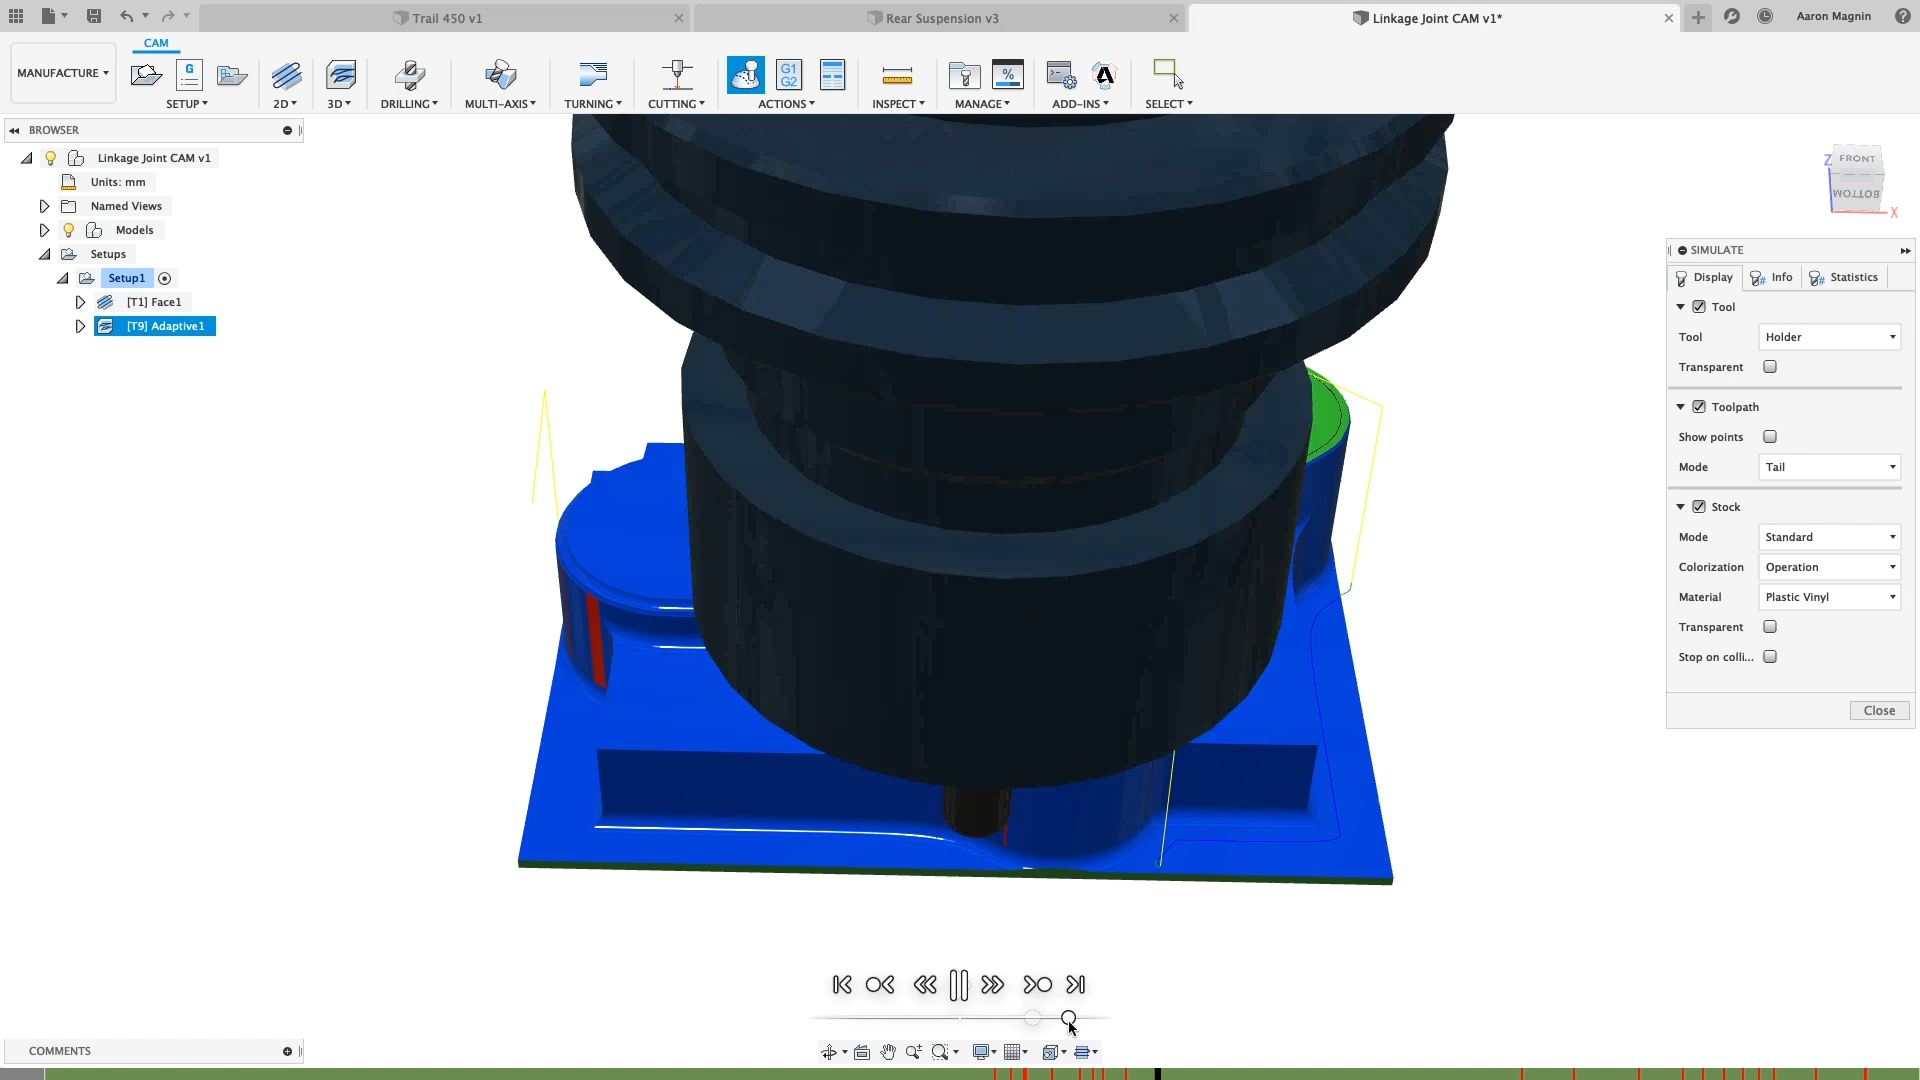 Trail 450 v1
Rear Suspension v3
Linkage Joint CAM v1*
Aaron Magnin
CAM
MANUFACTURE
G
G1
G2
%
SETUP
2D
3D
DRILLING
MULTI-AXIS
TURNING
CUTTING
ACTIONS
INSPECT
MANAGE
ADD-INS
SELECT
BROWSER
Linkage Joint CAM v1
Units: mm
Named Views
Models
Setups
Setup1
[T1] Face1
[T9] Adaptive1
Z
FRONT
BOTTOM
X
SIMULATE
Display
Info
Statistics
Tool
Tool
Holder
Transparent
Toolpath
Show points
Mode
Tail
Stock
Mode
Standard
Colorization
Operation
Material
Plastic Vinyl
Transparent
Stop on colli...
Close
COMMENTS